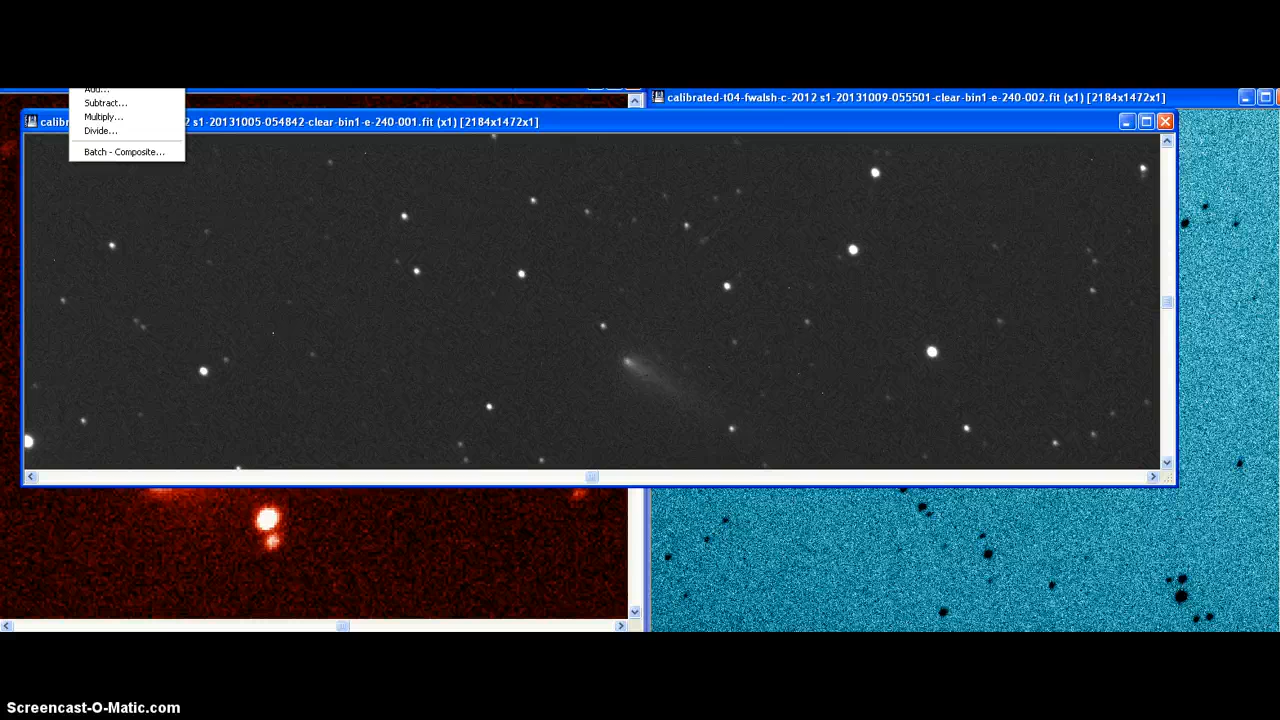 Add...
calibrated-t04-fwalsh-c-2012 s1-20131009-055501-clear-bin1-e-240-002.fit (x1) [2184x1472x1]
Subtract...
Multiply...
2 s1-20131005-054842-clear-bin1-e-240-001.fit (x1) [2184x1472x1]
Divide...
Batch - Composite...
Screencast-O-Matic.com